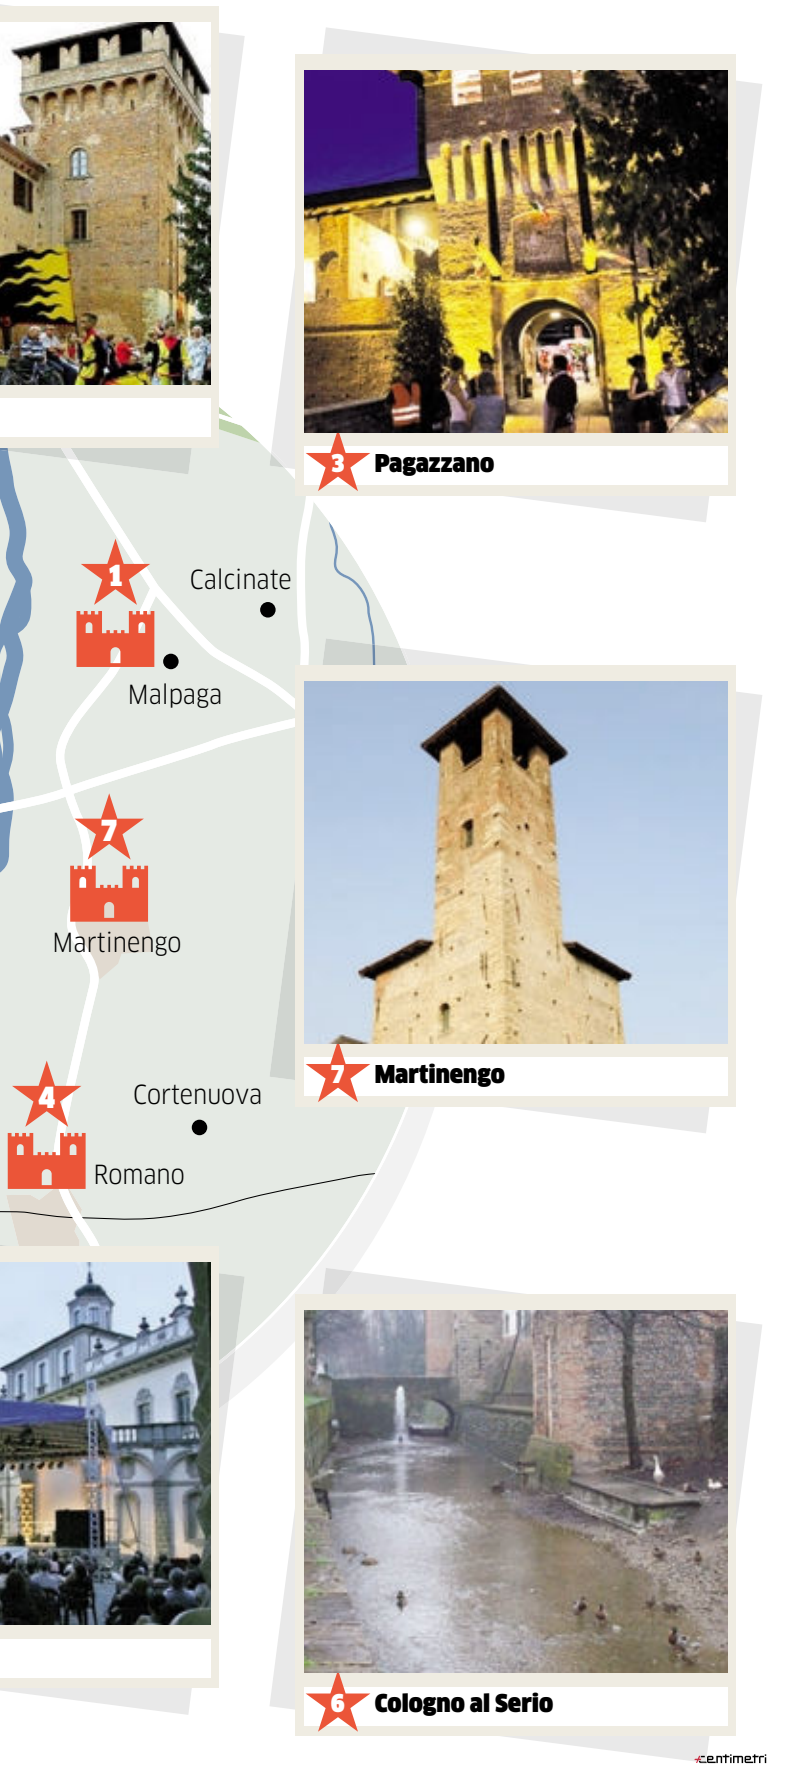 3 Pagazzano
1
Calcinate
Malpaga
7
Martinengo
7 Martinengo
4
Cortenuova
Romano
6 Cologno al Serio
centimetri